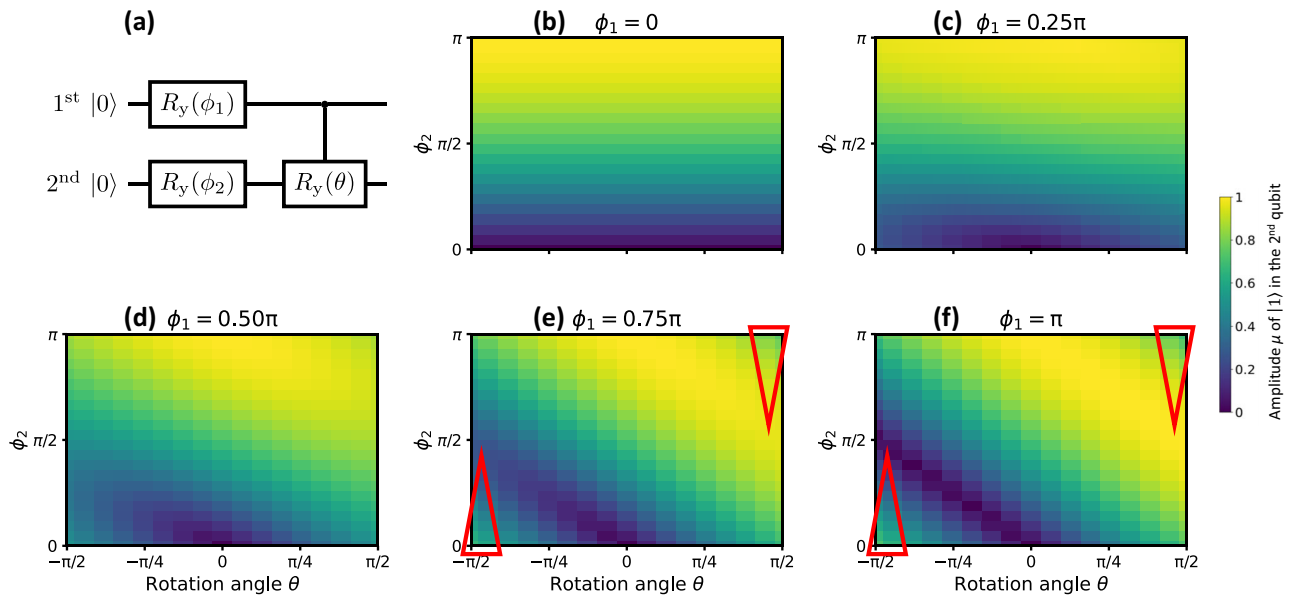 (a)
1st |0⟩ Ry(ϕ1)
2nd |0⟩ Ry(ϕ2) Ry(θ)
(b) ϕ1 = 0
π
ϕ2 π/2
0
(c) ϕ1 = 0.25π
π
ϕ2 π/2
0
1
0.8
0.6
0.4
0.2
0
Amplitude μ of |1⟩ in the 2nd qubit
(d) ϕ1 = 0.50π
π
ϕ2 π/2
0
−π/2 −π/4 0 π/4 π/2
Rotation angle θ
(e) ϕ1 = 0.75π
π
ϕ2 π/2
0
−π/2 −π/4 0 π/4 π/2
Rotation angle θ
(f) ϕ1 = π
π
ϕ2 π/2
0
−π/2 −π/4 0 π/4 π/2
Rotation angle θ